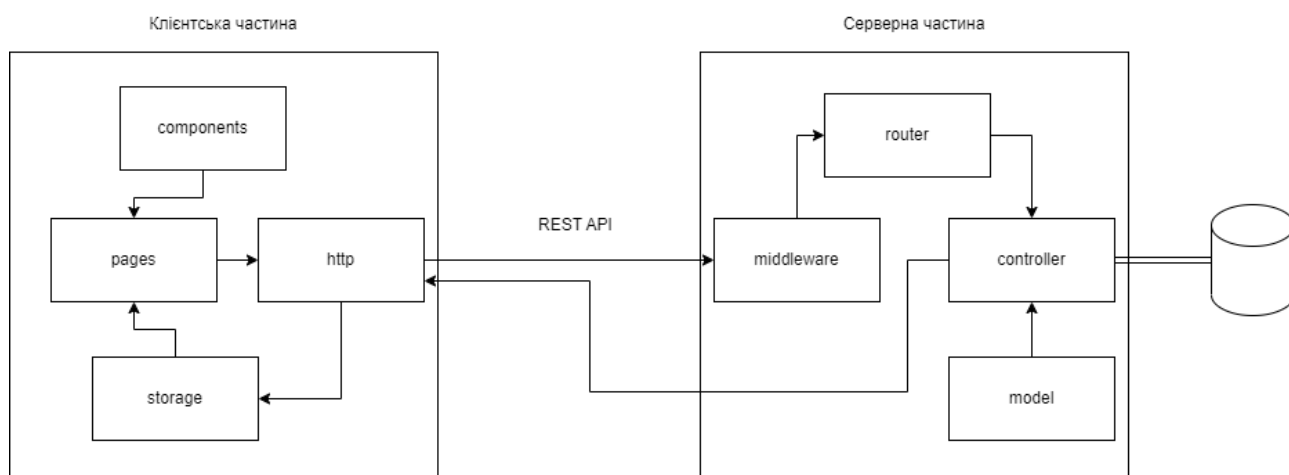 Клієнтська частина
Серверна частина
components
router
pages
http
REST API
middleware
controller
storage
model